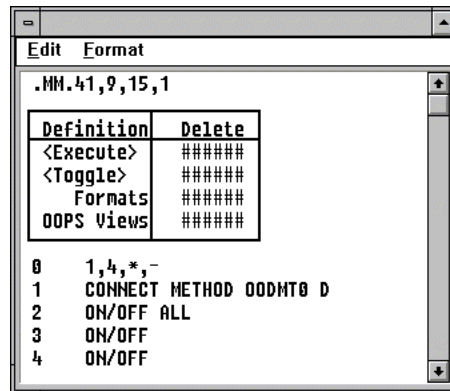 Edit Format
.MM.41,9,15,1
Definition Delete
<Execute> ######
<Toggle> ######
Formats ######
OOPS Views ######
0 1,4,*,-
1 CONNECT METHOD OODMT0 D
2 ON/OFF ALL
3 ON/OFF
4 ON/OFF